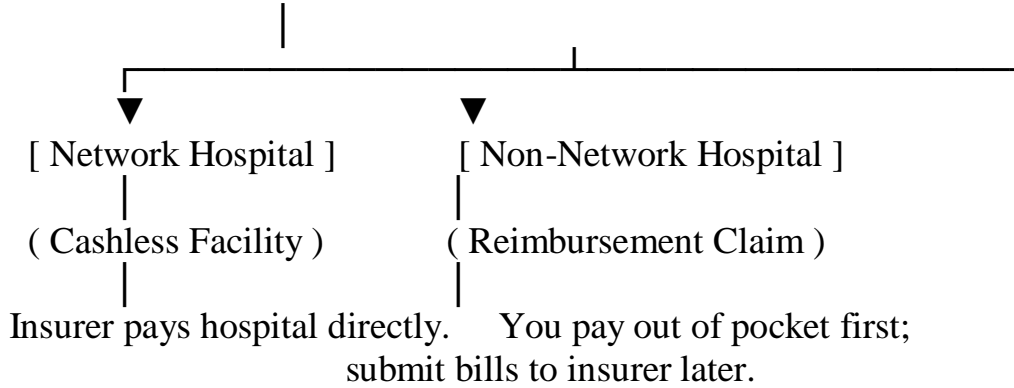 [ Network Hospital ] [ Non-Network Hospital ]
( Cashless Facility ) ( Reimbursement Claim )
Insurer pays hospital directly. You pay out of pocket first;
submit bills to insurer later.